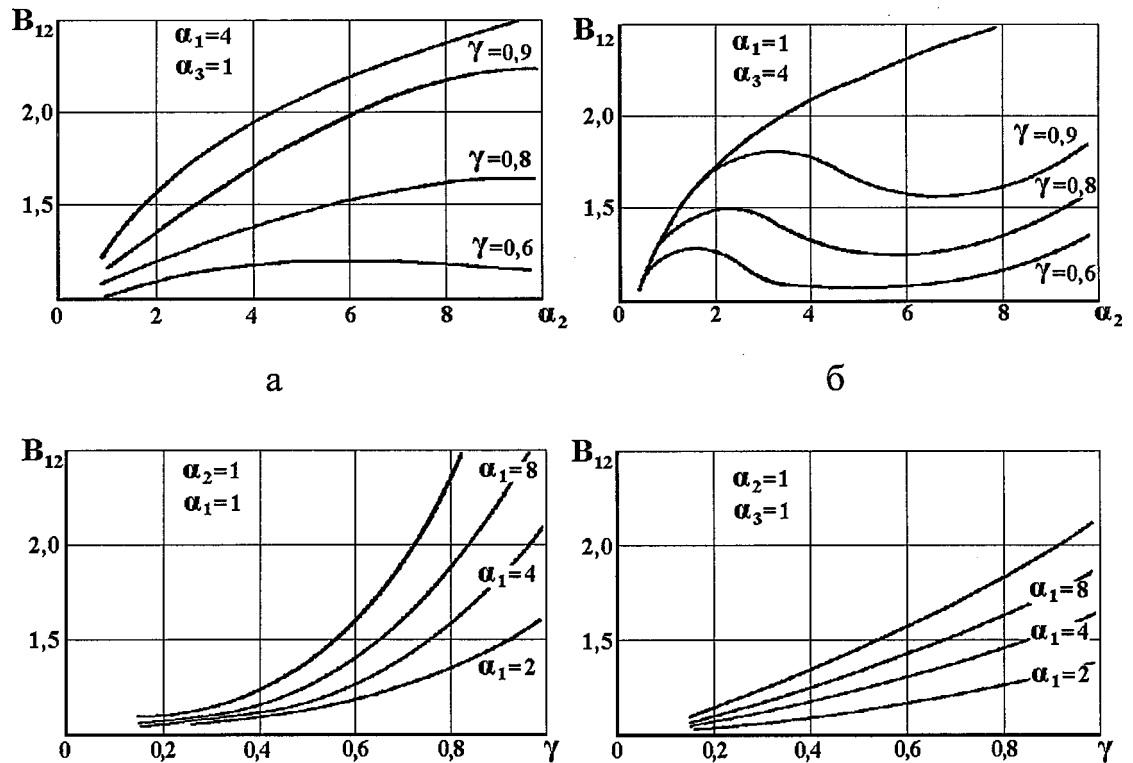 B12
α1=4
α3=1
γ=0,9
2,0
γ=0,8
1,5
γ=0,6
0 2 4 6 8 α2
а
B12
α1=1
α3=4
2,0
γ=0,9
γ=0,8
1,5
γ=0,6
0 2 4 6 8 α2
б
B12
α2=1
α1=1
α1=8
2,0
α1=4
1,5
α1=2
0 0,2 0,4 0,6 0,8 γ
B12
α2=1
α3=1
2,0
α1=8
1,5
α1=4
α1=2
0 0,2 0,4 0,6 0,8 γ